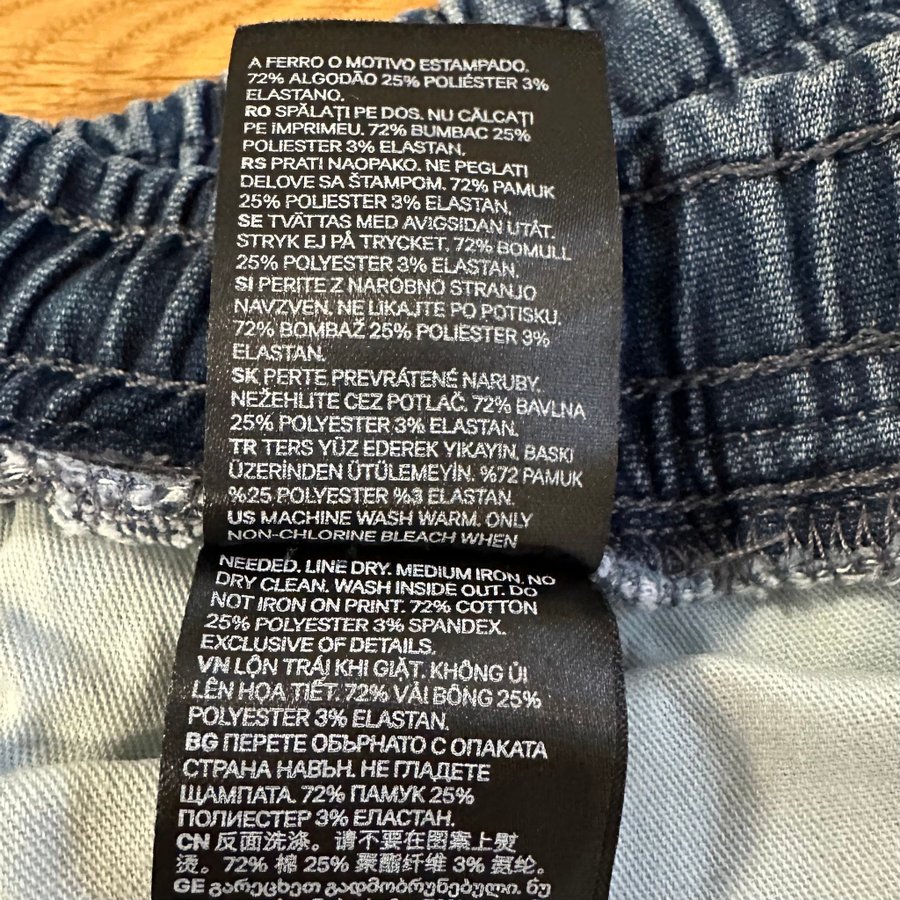 A FERRO O MOTIVO ESTAMPADO.
72% ALGODÃO 25% POLIÉSTER 3%
ELASTANO.
RO SPĂLAȚI PE DOS. NU CĂLCAȚI
PE IMPRIMEU. 72% BUMBAC 25%
POLIESTER 3% ELASTAN.
RS PRATI NAOPAKO. NE PEGLATI
DELOVE SA ŠTAMPOM. 72% PAMUK
25% POLIESTER 3% ELASTAN.
SE TVÄTTAS MED AVIGSIDAN UTÅT.
STRYK EJ PÅ TRYCKET. 72% BOMULL
25% POLYESTER 3% ELASTAN.
SI PERITE Z NAROBNO STRANJO
NAVZVEN. NE LIKAJTE PO POTISKU.
72% BOMBAŽ 25% POLIESTER 3%
ELASTAN.
SK PERTE PREVRÁTENÉ NARUBY.
NEŽEHLITE CEZ POTLAČ. 72% BAVLNA
25% POLYESTER 3% ELASTAN.
TR TERS YÜZ EDEREK YIKAYIN. BASKI
ÜZERİNDEN ÜTÜLEMEYİN. %72 PAMUK
%25 POLYESTER %3 ELASTAN.
US MACHINE WASH WARM. ONLY
NON-CHLORINE BLEACH WHEN
NEEDED. LINE DRY. MEDIUM IRON. NO
DRY CLEAN. WASH INSIDE OUT. DO
NOT IRON ON PRINT. 72% COTTON
25% POLYESTER 3% SPANDEX.
EXCLUSIVE OF DETAILS.
VN LỘN TRÁI KHI GIẶT. KHÔNG ỦI
LÊN HỌA TIẾT. 72% VẢI BÔNG 25%
POLYESTER 3% ELASTAN.
BG ПЕРЕТЕ ОБЪРНАТО С ОПАКАТА
СТРАНА НАВЪН. НЕ ГЛАДЕТЕ
ЩАМПАТА. 72% ПАМУК 25%
ПОЛИЕСТЕР 3% ЕЛАСТАН.
CN 反面洗涤。请不要在图案上熨
烫。72% 棉 25% 聚酯纤维 3% 氨纶。
GE გარეცხეთ გადმობრუნებული. ნუ